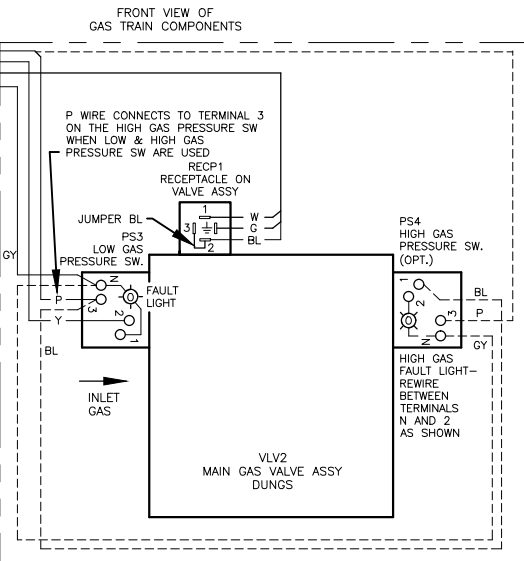 FRONT VIEW OF
GAS TRAIN COMPONENTS
P WIRE CONNECTS TO TERMINAL 3
ON THE HIGH GAS PRESSURE SW
WHEN LOW & HIGH GAS
PRESSURE SW ARE USED
RECP1
RECEPTACLE ON
VALVE ASSY
JUMPER BL
1
3
2
W
G
BL
PS3
LOW GAS
PRESSURE SW.
GY
N
P
3
Y
2
1
FAULT
LIGHT
BL
INLET
GAS
PS4
HIGH GAS
PRESSURE SW.
(OPT.)
1
2
3
N
BL
P
GY
HIGH GAS
FAULT LIGHT-
REWIRE
BETWEEN
TERMINALS
N AND 2
AS SHOWN
VLV2
MAIN GAS VALVE ASSY
DUNGS